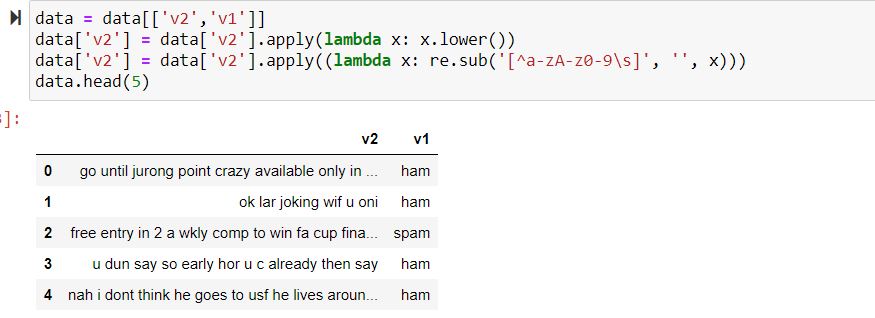 data = data[['v2','v1']]
data['v2'] = data['v2'].apply(lambda x: x.lower())
data['v2'] = data['v2'].apply((lambda x: re.sub('[^a-zA-z0-9\s]', '', x)))
data.head(5)
]:
v2 v1
0 go until jurong point crazy available only in ... ham
1 ok lar joking wif u oni ham
2 free entry in 2 a wkly comp to win fa cup fina... spam
3 u dun say so early hor u c already then say ham
4 nah i dont think he goes to usf he lives aroun... ham